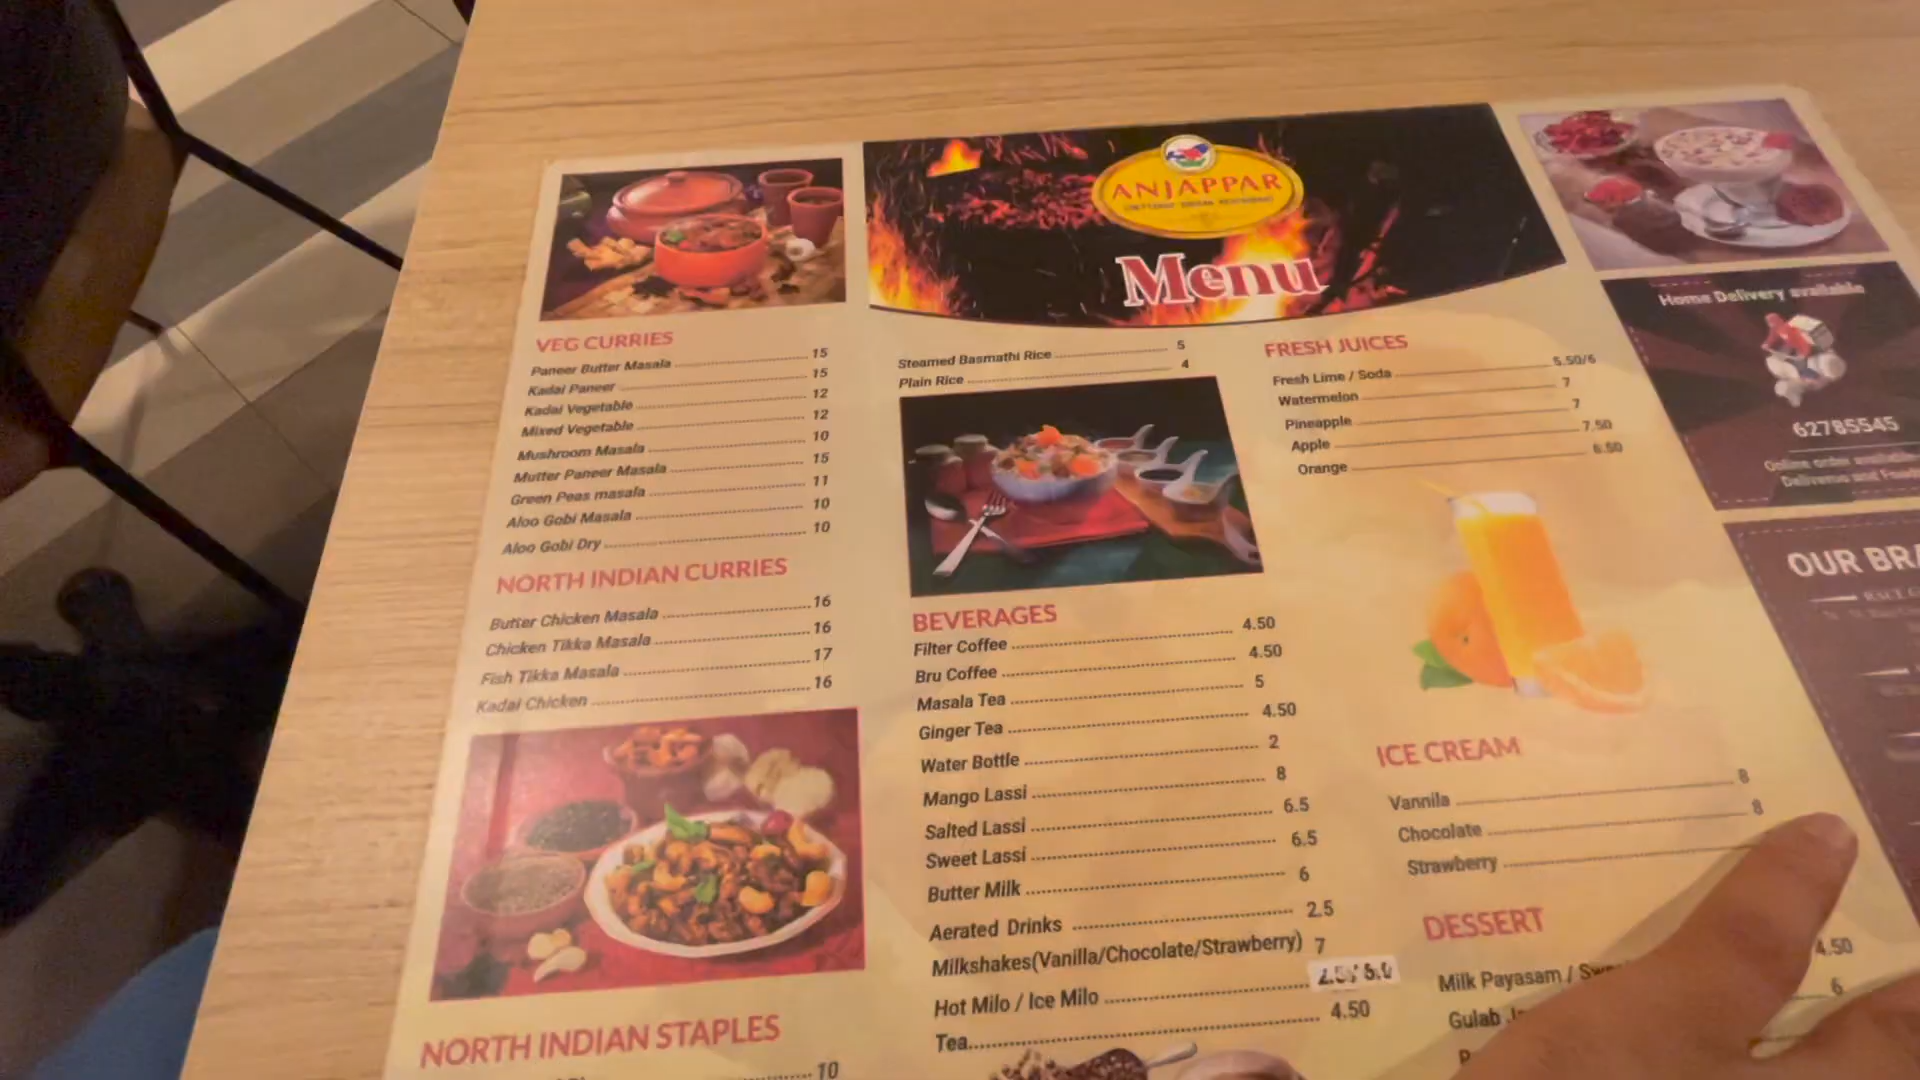 ANJAPPAR
Menu
VEG CURRIES
Paneer Butter Masala 15
Kadai Paneer 15
Kadai Vegetable 12
Mixed Vegetable 12
Mushroom Masala 10
Mutter Paneer Masala 15
Green Peas masala 11
Aloo Gobi Masala 10
Aloo Gobi Dry 10
NORTH INDIAN CURRIES
Butter Chicken Masala 16
Chicken Tikka Masala 16
Fish Tikka Masala 17
Kadai Chicken 16
NORTH INDIAN STAPLES
10
Steamed Basmathi Rice 5
Plain Rice 4
BEVERAGES
Filter Coffee 4.50
Bru Coffee 4.50
Masala Tea 5
Ginger Tea 4.50
Water Bottle 2
Mango Lassi 8
Salted Lassi 6.5
Sweet Lassi 6.5
Butter Milk 6
Aerated Drinks 2.5
Milkshakes(Vanilla/Chocolate/Strawberry) 7
Hot Milo / Ice Milo
Tea 4.50
FRESH JUICES
Fresh Lime / Soda 5.50/6
Watermelon 7
Pineapple 7
Apple 7.50
Orange 6.50
ICE CREAM
Vannila 8
Chocolate 8
Strawberry
DESSERT
Milk Payasam / 4.50
Gulab 6
Home Delivery available
62785545
Online order
Deliveroo and
OUR